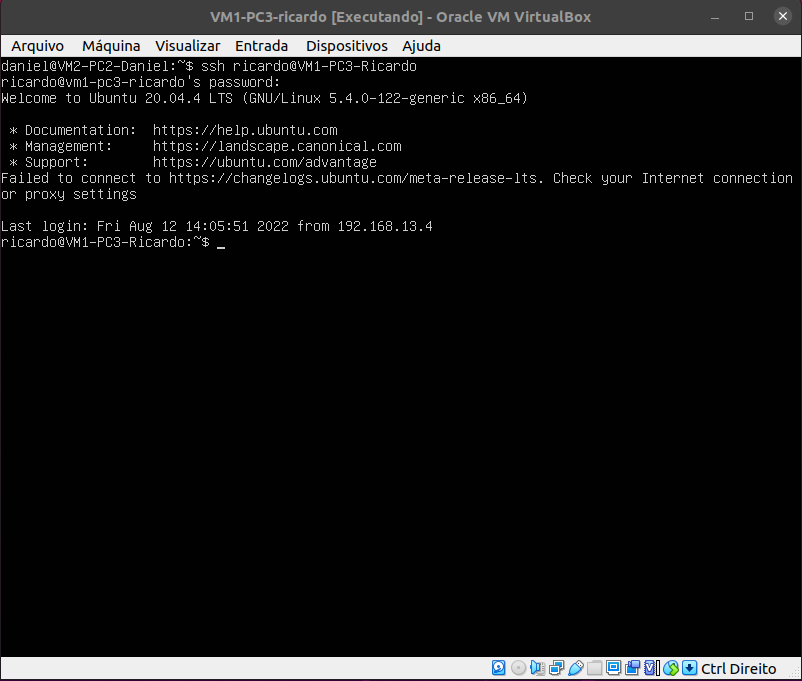 VM1-PC3-ricardo [Executando] - Oracle VM VirtualBox
Arquivo Máquina Visualizar Entrada Dispositivos Ajuda
daniel@VM2-PC2-Daniel:~$ ssh ricardo@VM1-PC3-Ricardo
ricardo@vm1-pc3-ricardo's password:
Welcome to Ubuntu 20.04.4 LTS (GNU/Linux 5.4.0-122-generic x86_64)
* Documentation: https://help.ubuntu.com
* Management: https://landscape.canonical.com
* Support: https://ubuntu.com/advantage
Failed to connect to https://changelogs.ubuntu.com/meta-release-lts. Check your Internet connection
or proxy settings
Last login: Fri Aug 12 14:05:51 2022 from 192.168.13.4
ricardo@VM1-PC3-Ricardo:~$ _
Ctrl Direito